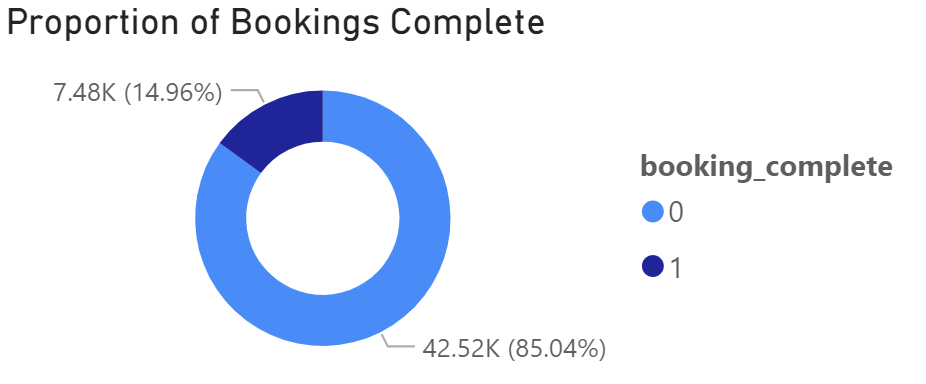 Proportion of Bookings Complete
7.48K (14.96%)
booking_complete
0
1
42.52K (85.04%)